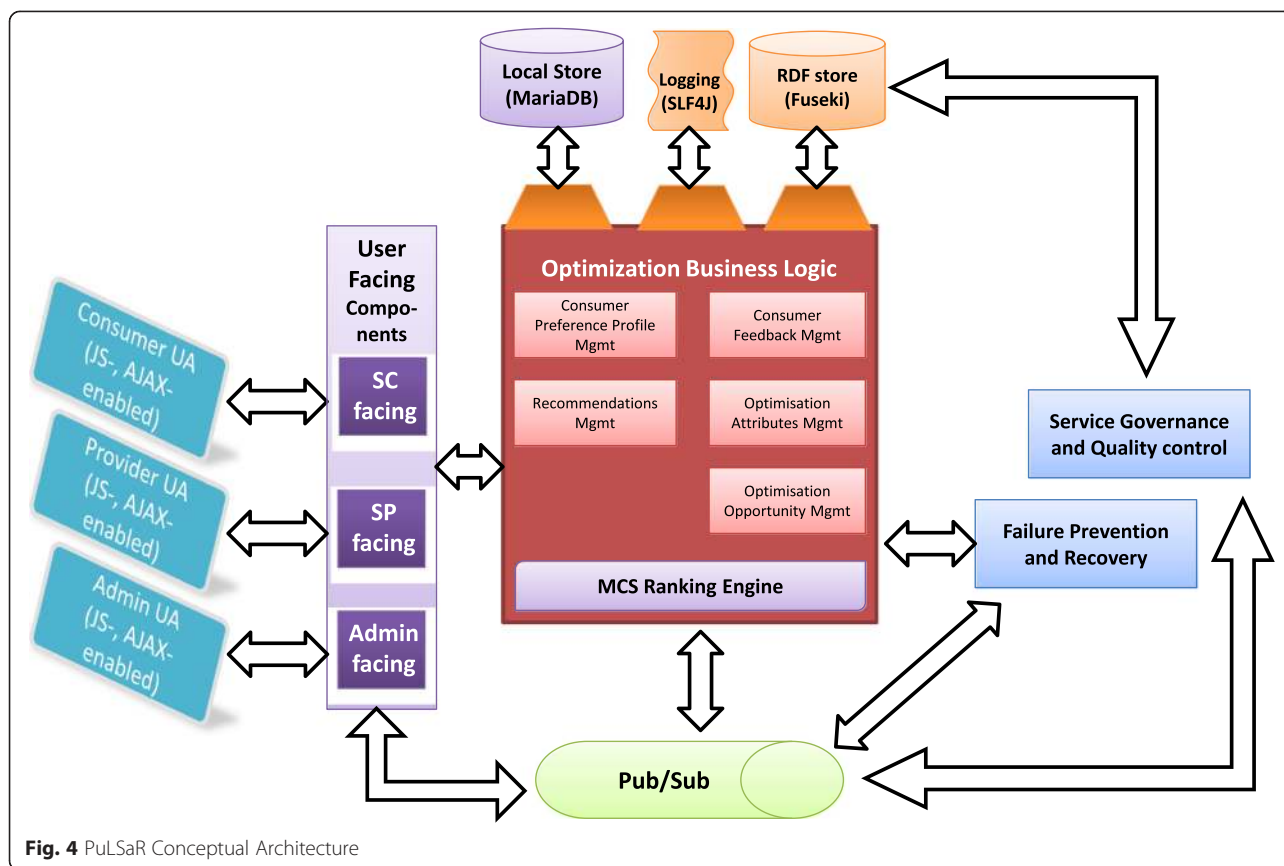 Local Store
(MariaDB)
Logging
(SLF4J)
RDF store
(Fuseki)
User
Facing
Compo-
nents
SC
facing
SP
facing
Admin
facing
Consumer UA
(JS-, AJAX-
enabled)
Provider UA
(JS-, AJAX-
enabled)
Admin UA
(JS-, AJAX-
enabled)
Optimization Business Logic
Consumer
Preference Profile
Mgmt
Consumer
Feedback Mgmt
Recommendations
Mgmt
Optimisation
Attributes Mgmt
Optimisation
Opportunity Mgmt
MCS Ranking Engine
Service Governance
and Quality control
Failure Prevention
and Recovery
Pub/Sub
Fig. 4 PuLSaR Conceptual Architecture